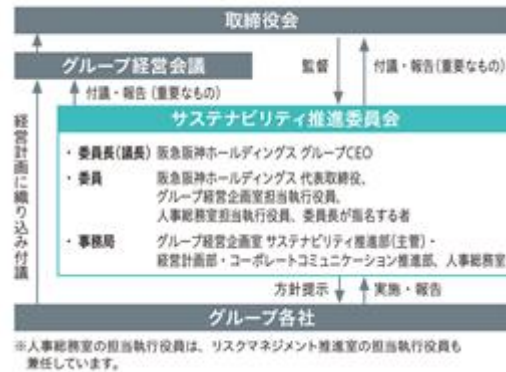 取締役会
グループ経営会議
監督
付議・報告(重要なもの)
付議・報告(重要なもの)
経営計画に織り込み付議
サステナビリティ推進委員会
・委員長(議長) 阪急阪神ホールディングス グループCEO
・委員 阪急阪神ホールディングス 代表取締役、
グループ経営企画室担当執行役員、
人事総務室担当執行役員、委員長が指名する者
・事務局 グループ経営企画室 サステナビリティ推進部(主管)・
経営計画部・コーポレートコミュニケーション推進部、人事総務室
方針提示
実施・報告
グループ各社
※人事総務室の担当執行役員は、リスクマネジメント推進室の担当執行役員も
兼任しています。